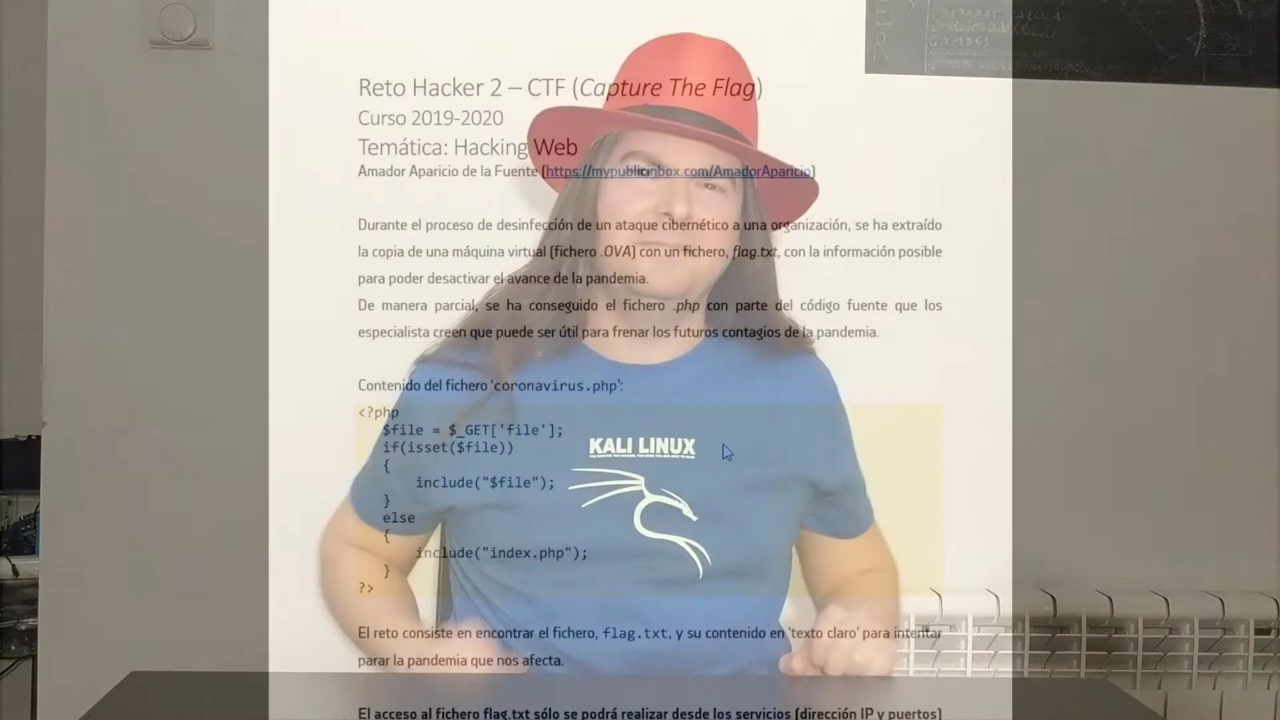 PREPARAT
GAMBES
Reto Hacker 2 – CTF (Capture The Flag)
Curso 2019-2020
Temática: Hacking Web
Amador Aparicio de la Fuente (https://mypublicinbox.com/AmadorAparicio)
Durante el proceso de desinfección de un ataque cibernético a una organización, se ha extraído
la copia de una máquina virtual (fichero .OVA) con un fichero, flag.txt, con la información posible
para poder desactivar el avance de la pandemia.
De manera parcial, se ha conseguido el fichero .php con parte del código fuente que los
especialista creen que puede ser útil para frenar los futuros contagios de la pandemia.
Contenido del fichero 'coronavirus.php':
<?php
$file = $_GET['file'];
if(isset($file))
{
include("$file");
}
else
{
include("index.php");
}
?>
KALI LINUX
El reto consiste en encontrar el fichero, flag.txt, y su contenido en 'texto claro' para intentar
parar la pandemia que nos afecta.
El acceso al fichero flag.txt sólo se podrá realizar desde los servicios (dirección IP y puertos)